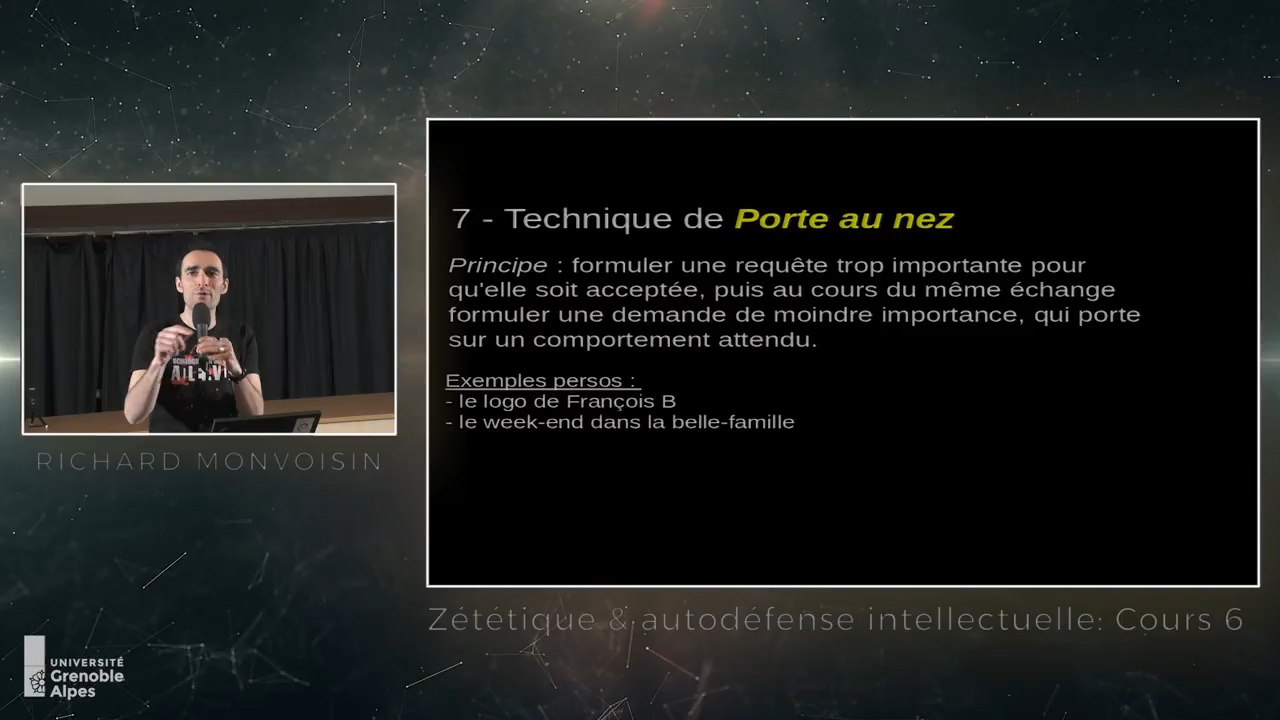 7 - Technique de Porte au nez
Principe : formuler une requête trop importante pour
qu'elle soit acceptée, puis au cours du même échange
formuler une demande de moindre importance, qui porte
sur un comportement attendu.
Exemples persos :
- le logo de François B
- le week-end dans la belle-famille
RICHARD MONVOISIN
Zététique & autodéfense intellectuelle: Cours 6
UNIVERSITÉ
Grenoble
Alpes